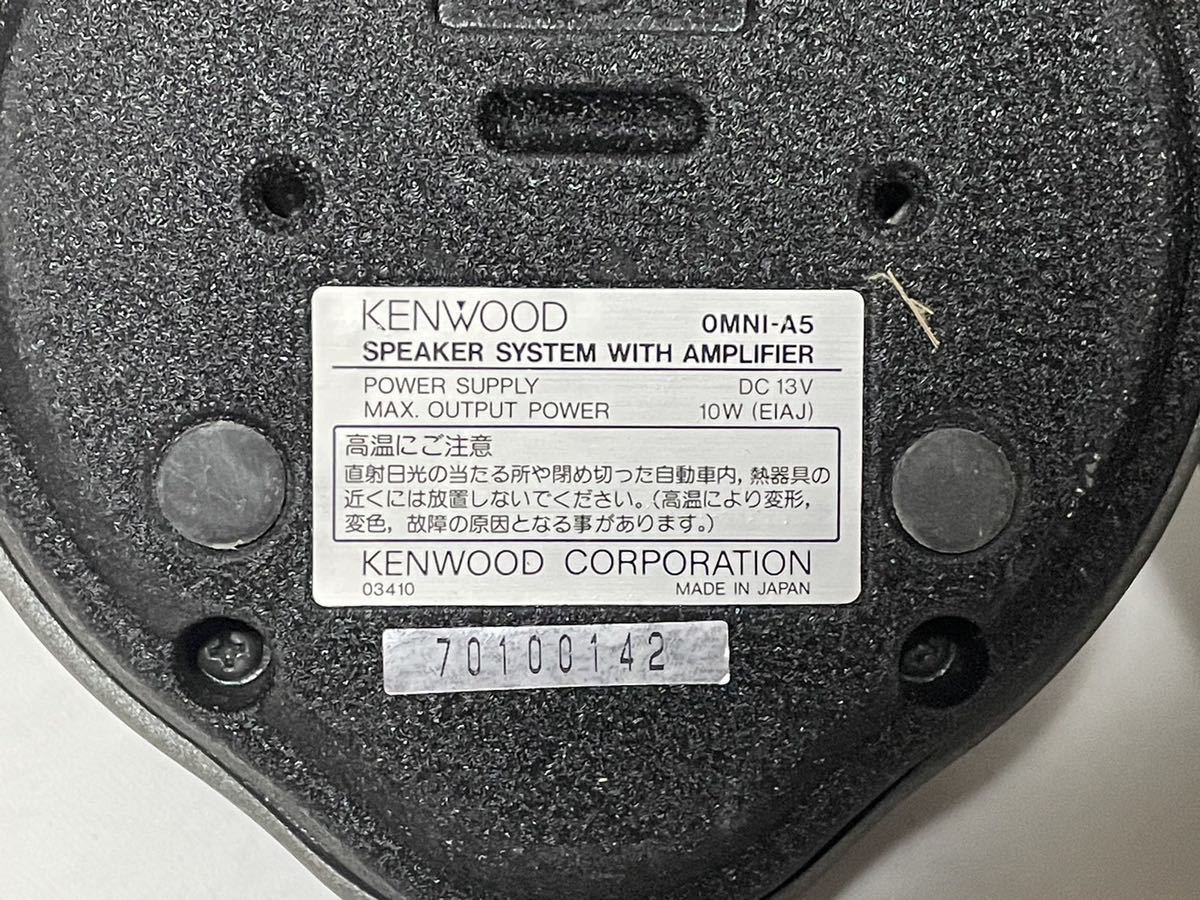 KENWOOD OMNI-A5
SPEAKER SYSTEM WITH AMPLIFIER
POWER SUPPLY DC 13V
MAX. OUTPUT POWER 10W (EIAJ)
高温にご注意
直射日光の当たる所や閉め切った自動車内，熱器具の
近くには放置しないでください。（高温により変形，
変色，故障の原因となる事があります。）
KENWOOD CORPORATION
03410 MADE IN JAPAN
70100142